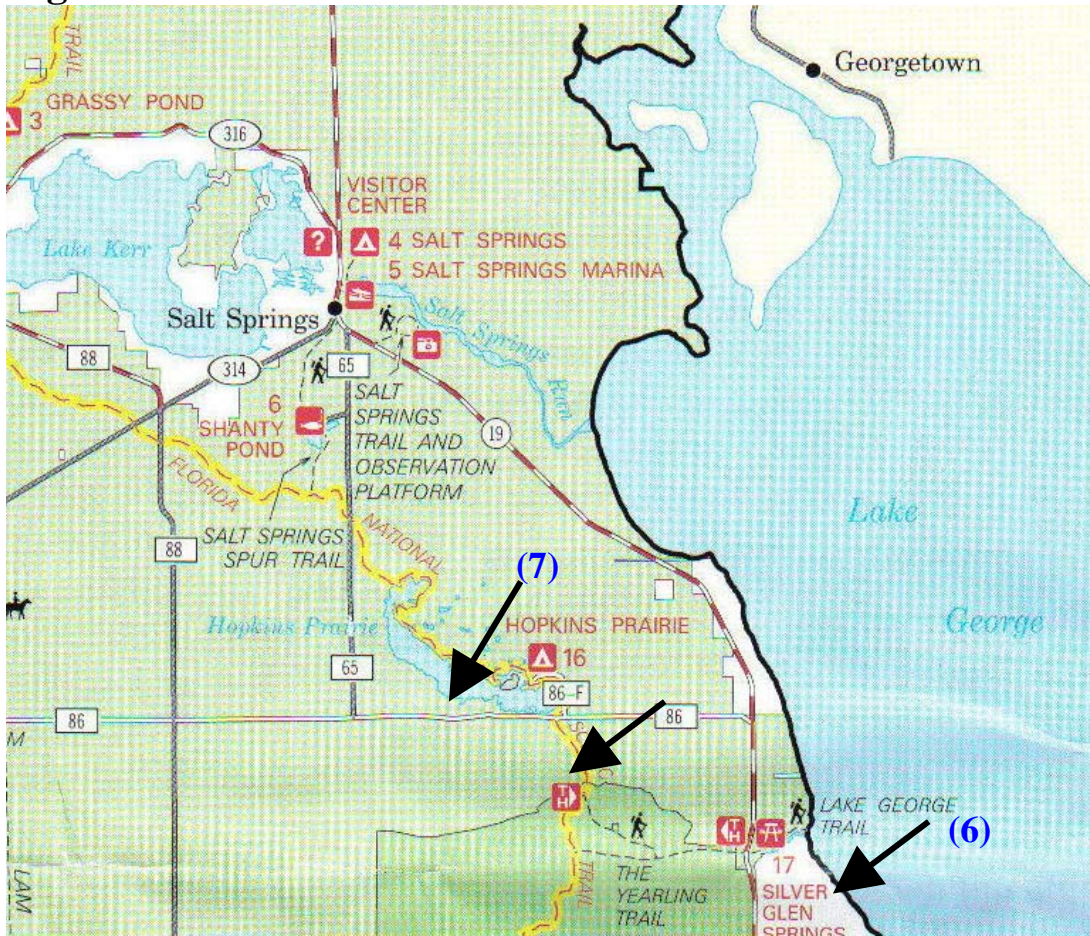 Georgetown
TRAIL
GRASSY POND
3
316
VISITOR
CENTER
?
4 SALT SPRINGS
5 SALT SPRINGS MARINA
Lake Kerr
Salt Springs
Salt Springs
Run
88
314
65
SALT
SPRINGS
TRAIL AND
OBSERVATION
PLATFORM
6
SHANTY
POND
19
FLORIDA
NATIONAL
Lake
George
88
SALT SPRINGS
SPUR TRAIL
(7)
Hopkins Prairie
HOPKINS PRAIRIE
16
65
86-F
86
86
M
TH
TH
LAKE GEORGE
TRAIL
(6)
17
THE
YEARLING
TRAIL
TRAIL
SILVER
GLEN
SPRINGS
LAM